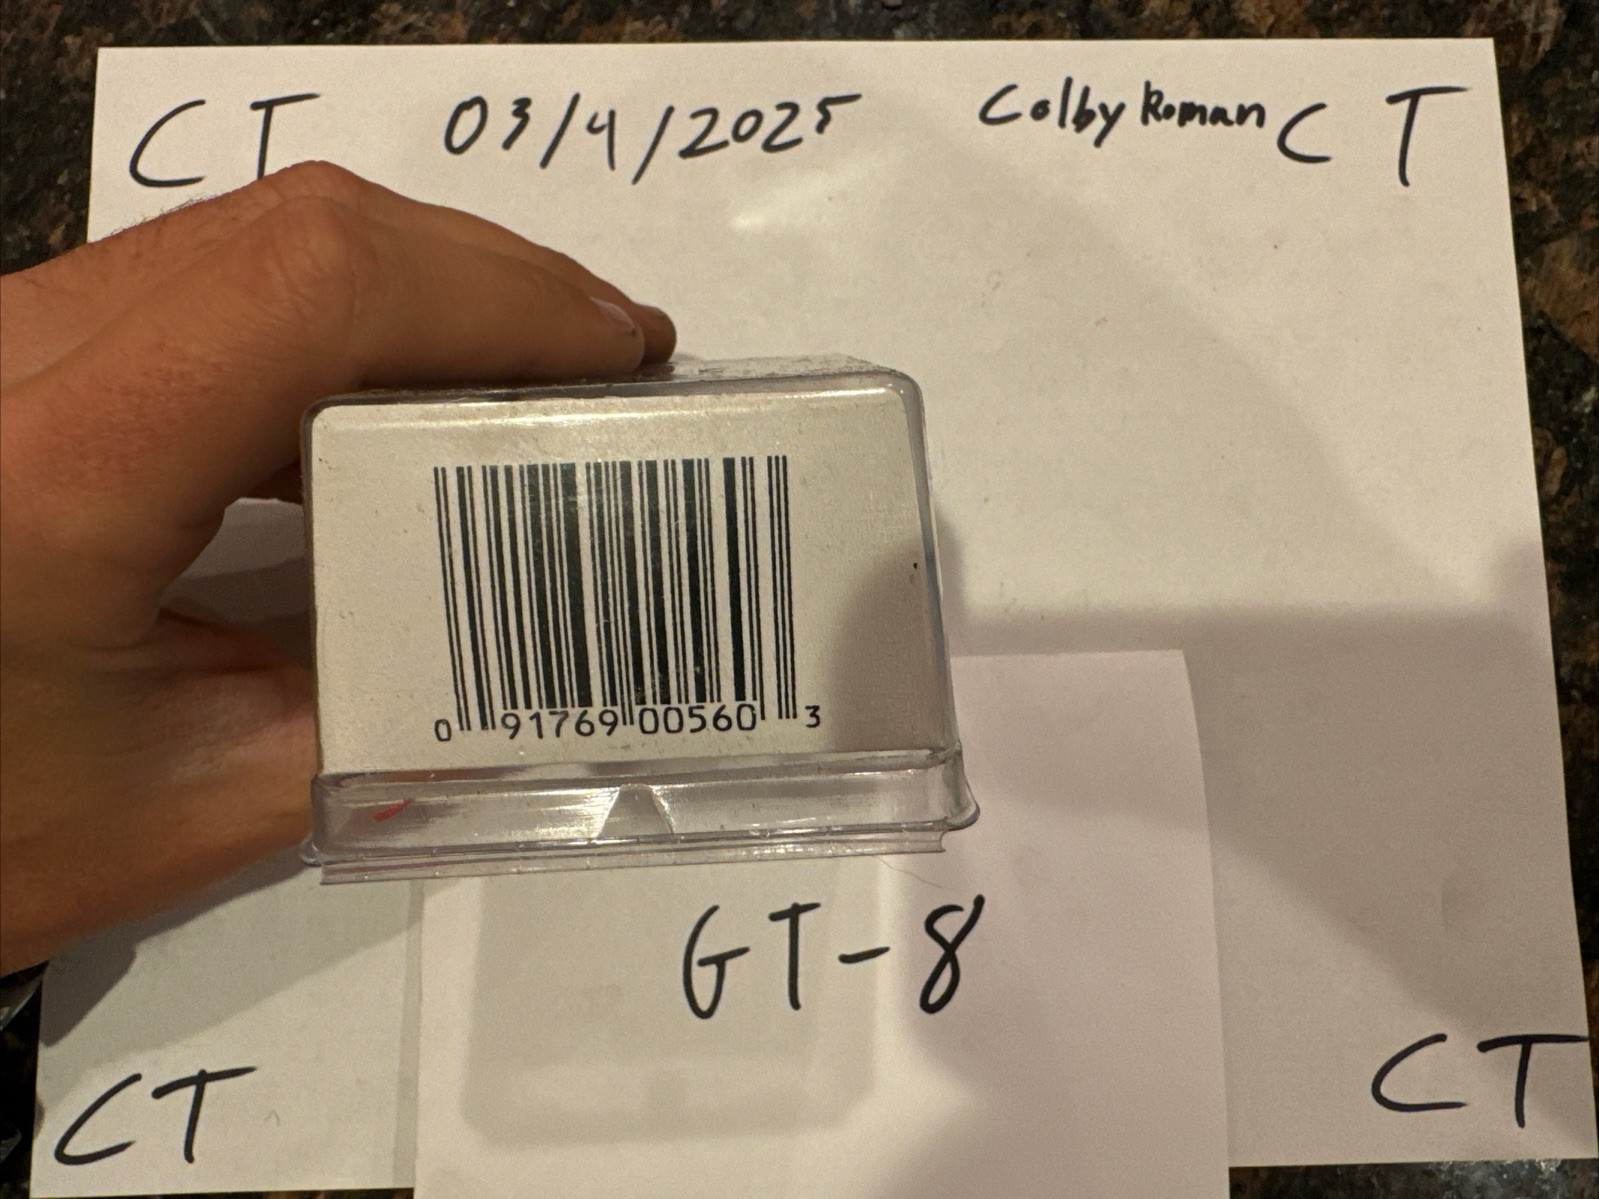 CT 03/4/2025 Colby Roman CT
0 91769 00560 3
GT-8
CT CT